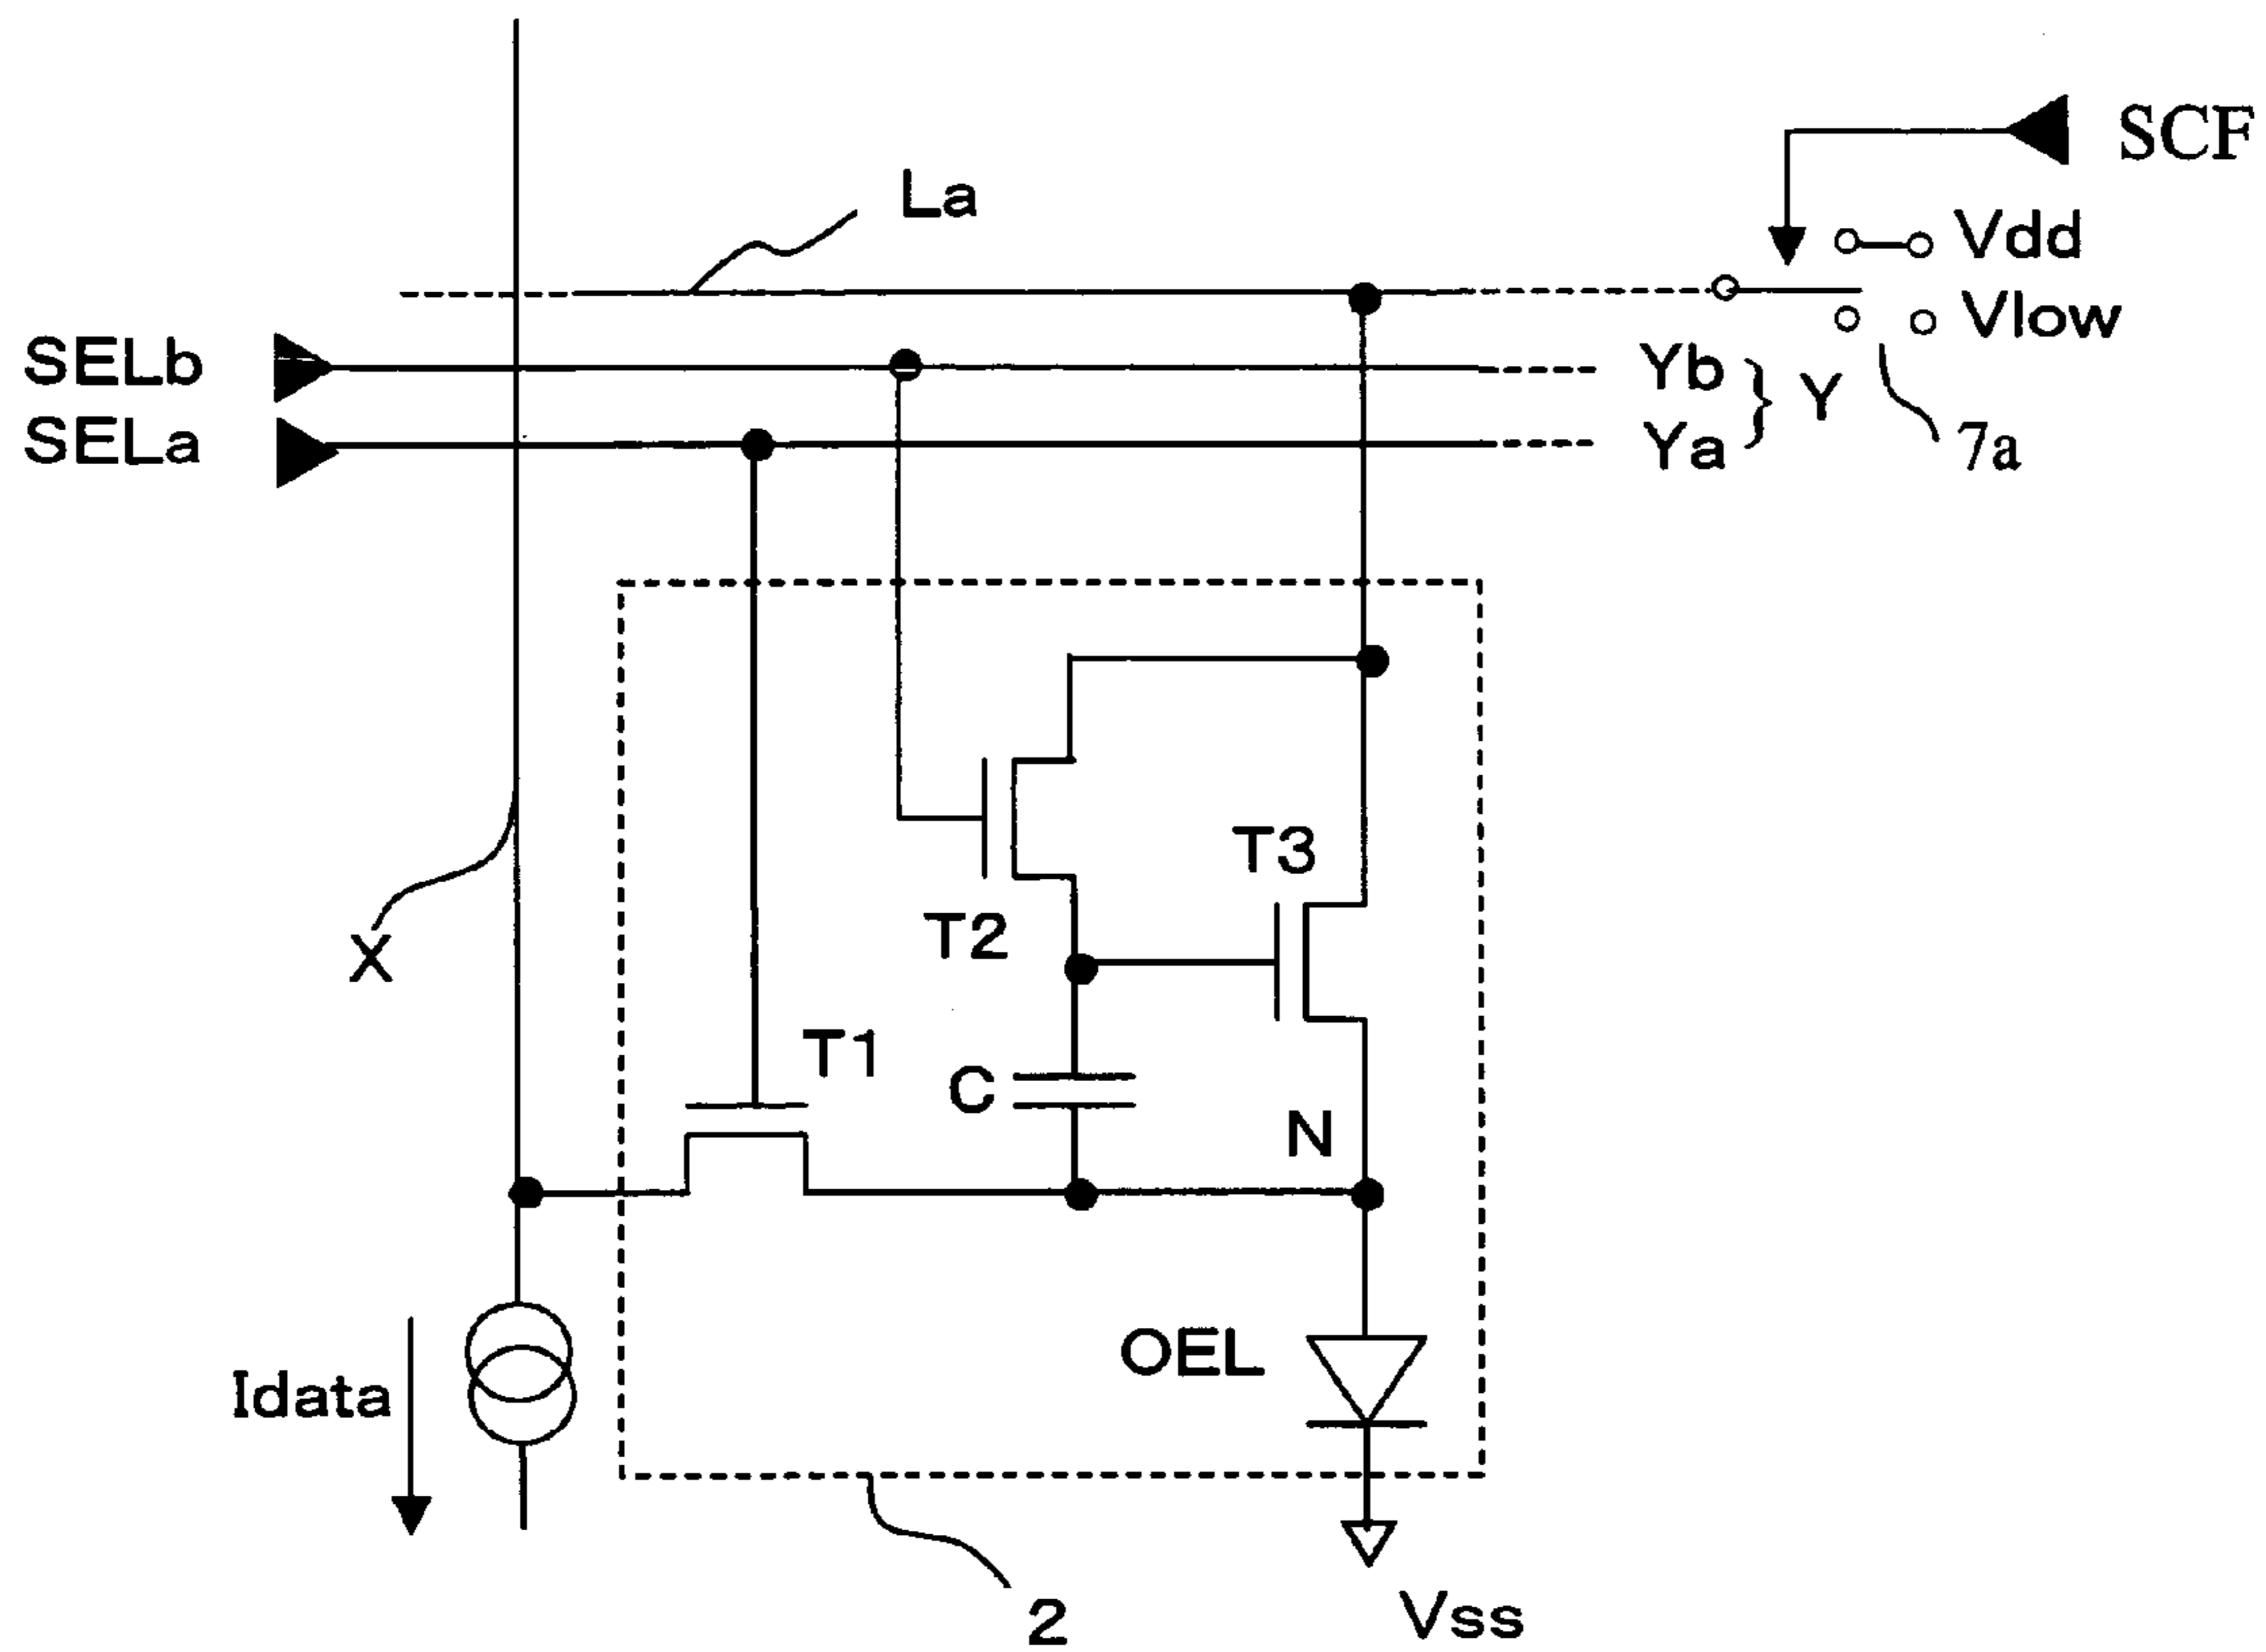 SCF
La
Vdd
SELb
Vlow
Yb
} Y
SELa
Ya
7a
T3
T2
X
T1
C
N
OEL
Idata
2
Vss